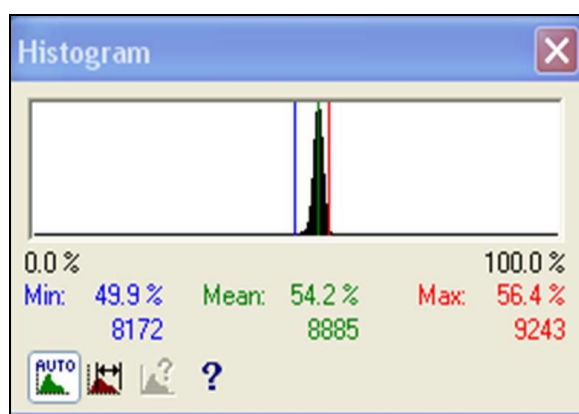 Histogram
0.0 % 100.0 %
Min: 49.9 % Mean: 54.2 % Max: 56.4 %
8172 8885 9243
AUTO ? ?